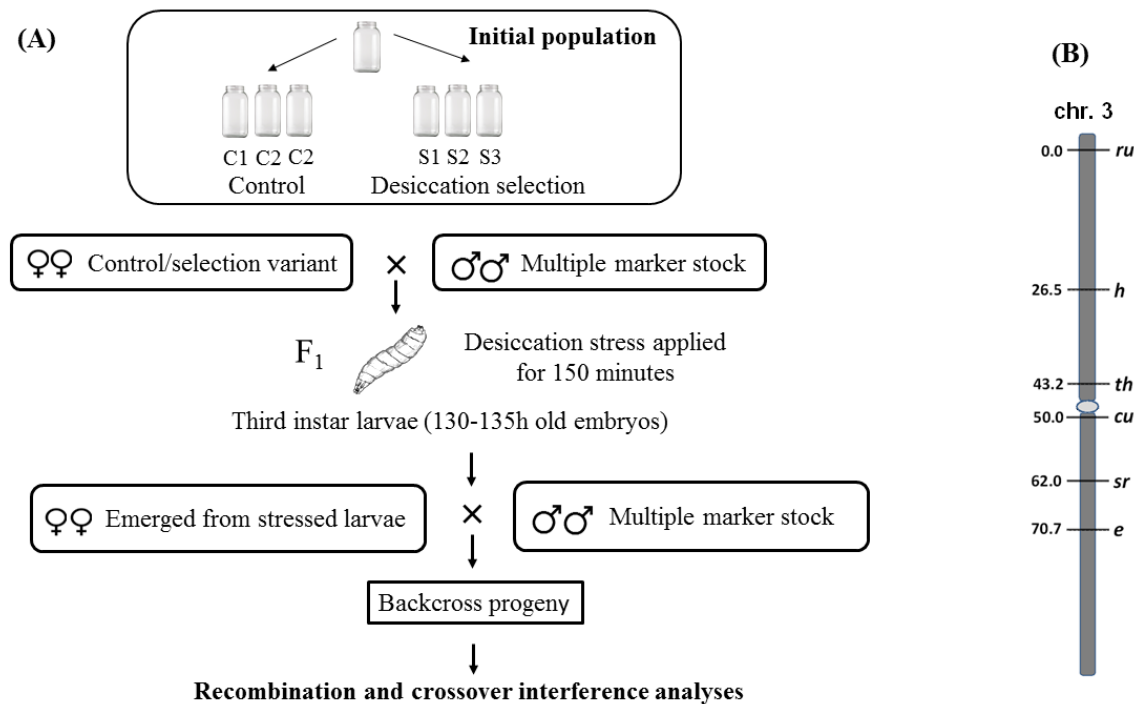 (A)
Initial population
C1 C2 C2
Control
S1 S2 S3
Desiccation selection
♀♀ Control/selection variant
×
♂♂ Multiple marker stock
F1
Desiccation stress applied
for 150 minutes
Third instar larvae (130-135h old embryos)
♀♀ Emerged from stressed larvae
×
♂♂ Multiple marker stock
Backcross progeny
Recombination and crossover interference analyses
(B)
chr. 3
0.0 ru
26.5 h
43.2 th
50.0 cu
62.0 sr
70.7 e